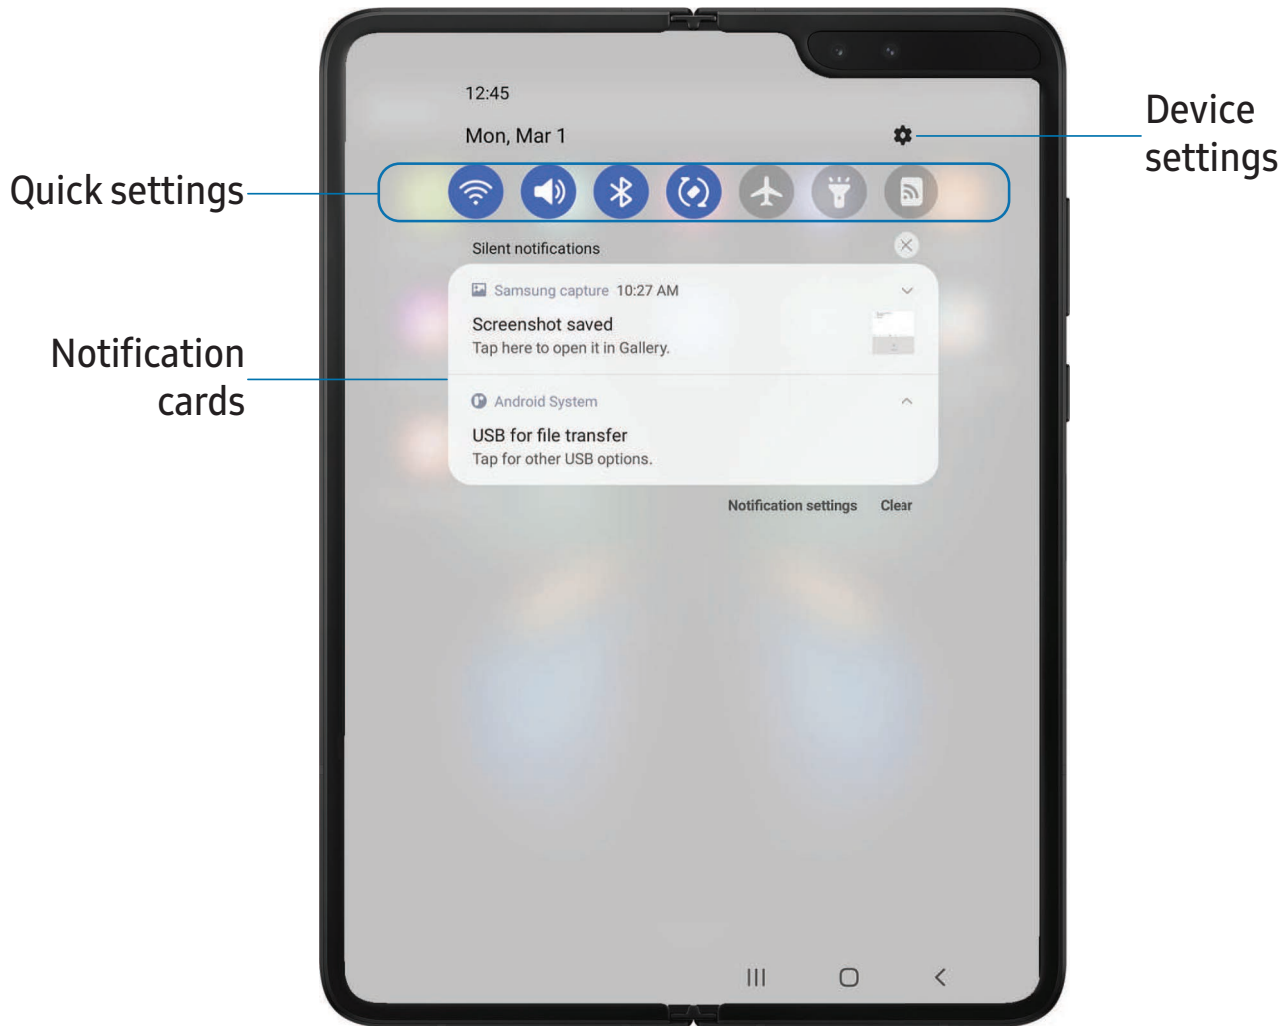 12:45
Mon, Mar 1
Device
settings
Quick settings
Silent notifications
Samsung capture 10:27 AM
Screenshot saved
Tap here to open it in Gallery.
Notification
cards
Android System
USB for file transfer
Tap for other USB options.
Notification settings Clear